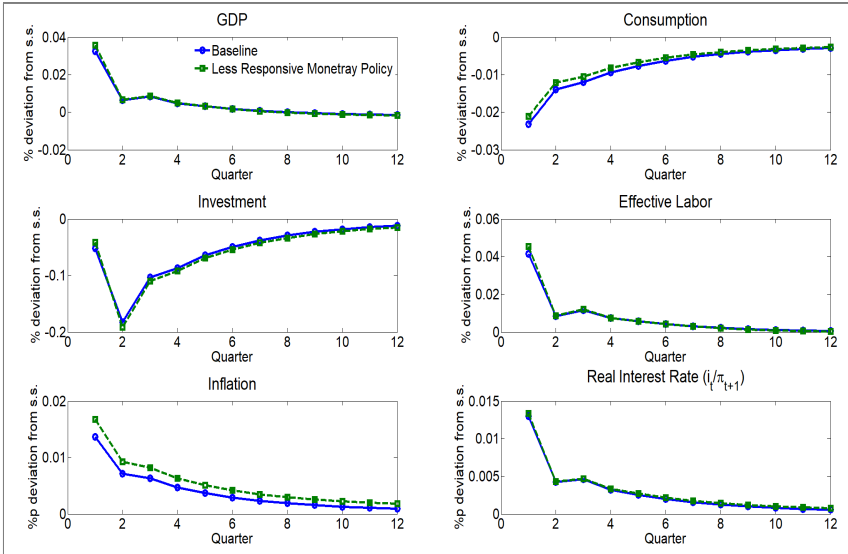 GDP
% deviation from s.s.
0.04
0.02
0
-0.02
Baseline
Less Responsive Monetray Policy
0 2 4 6 8 10 12
Quarter
Consumption
% deviation from s.s.
0
-0.01
-0.02
-0.03
0 2 4 6 8 10 12
Quarter
Investment
% deviation from s.s.
0
-0.1
-0.2
0 2 4 6 8 10 12
Quarter
Effective Labor
% deviation from s.s.
0.06
0.04
0.02
0
0 2 4 6 8 10 12
Quarter
Inflation
%p deviation from s.s.
0.02
0.01
0
0 2 4 6 8 10 12
Quarter
Real Interest Rate (i_t/π_{t+1})
%p deviation from s.s.
0.015
0.01
0.005
0
0 2 4 6 8 10 12
Quarter